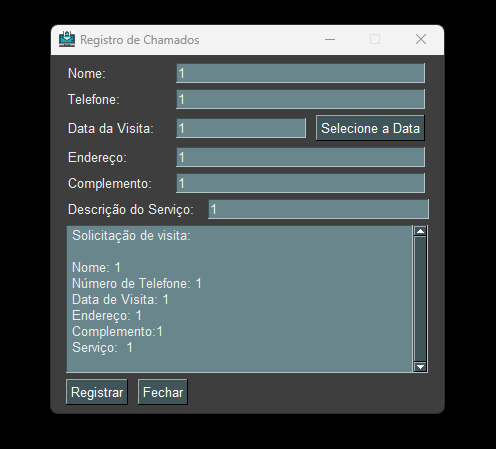 Registro de Chamados
Nome: 1
Telefone: 1
Data da Visita: 1 Selecione a Data
Endereço: 1
Complemento: 1
Descrição do Serviço: 1
Solicitação de visita:
Nome: 1
Número de Telefone: 1
Data de Visita: 1
Endereço: 1
Complemento:1
Serviço:  1
Registrar Fechar